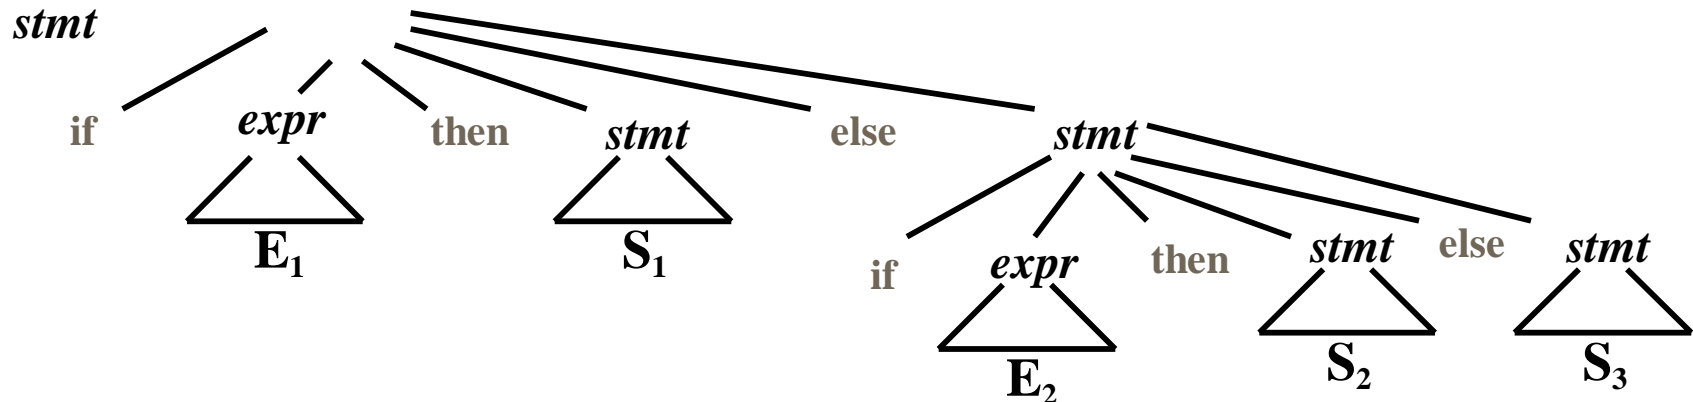 stmt
if expr then stmt else stmt
E₁ S₁
if expr then stmt else stmt
E₂ S₂ S₃